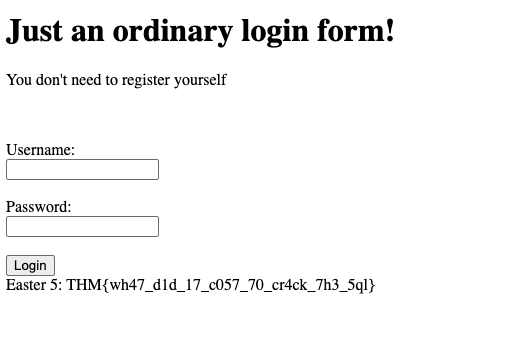 Just an ordinary login form!
You don't need to register yourself
Username:
Password:
Login
Easter 5: THM{wh47_d1d_17_c057_70_cr4ck_7h3_5ql}